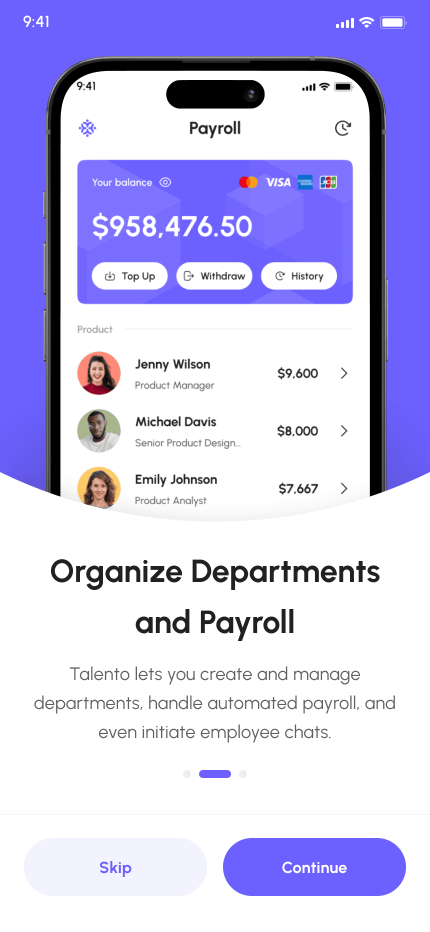 9:41
9:41
Payroll
Your balance
VISA
JCB
$958,476.50
Top Up
Withdraw
History
Product
Jenny Wilson
Product Manager
$9,600
Michael Davis
Senior Product Design...
$8,000
Emily Johnson
Product Analyst
$7,667
Organize Departments
and Payroll
Talento lets you create and manage
departments, handle automated payroll, and
even initiate employee chats.
Skip
Continue